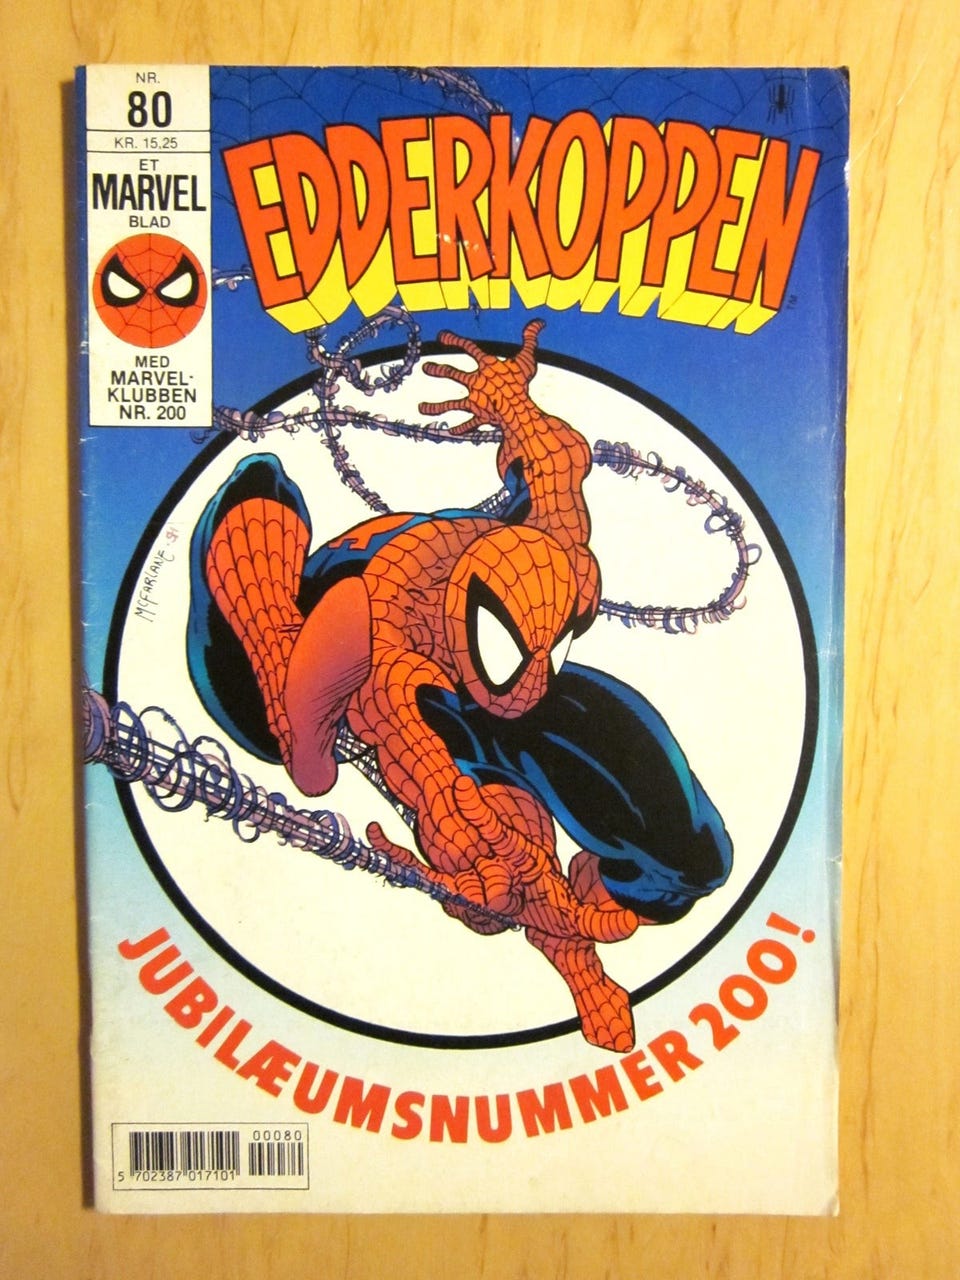 NR.
80
KR. 15,25
ET
MARVEL
BLAD
MED
MARVEL-
KLUBBEN
NR. 200
EDDERKOPPEN
TM
McFARLANE -91
JUBILÆUMSNUMMER 200!
00080
5 702387 017101